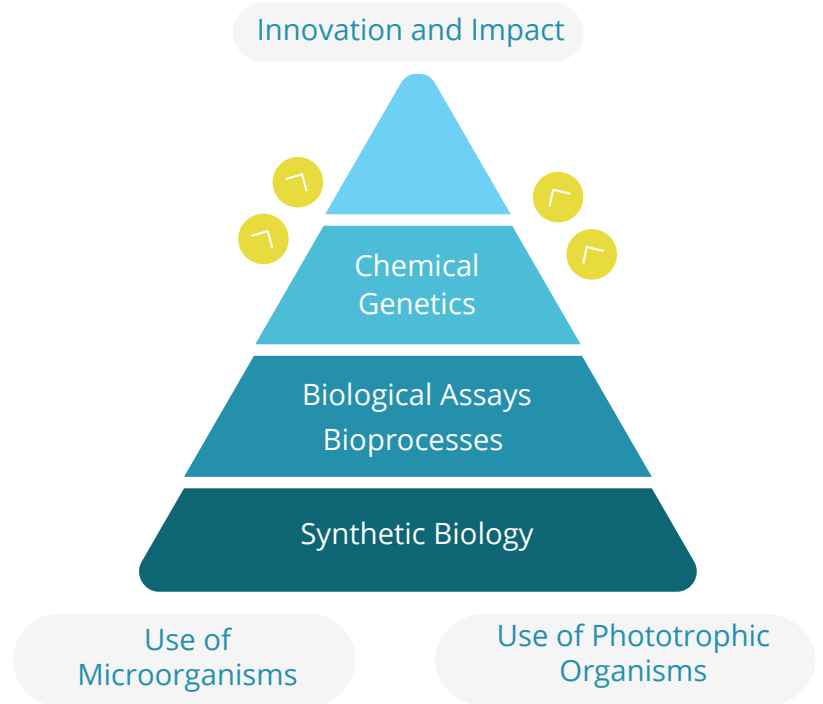 Innovation and Impact
Chemical
Genetics
Biological Assays
Bioprocesses
Synthetic Biology
Use of
Microorganisms
Use of Phototrophic
Organisms